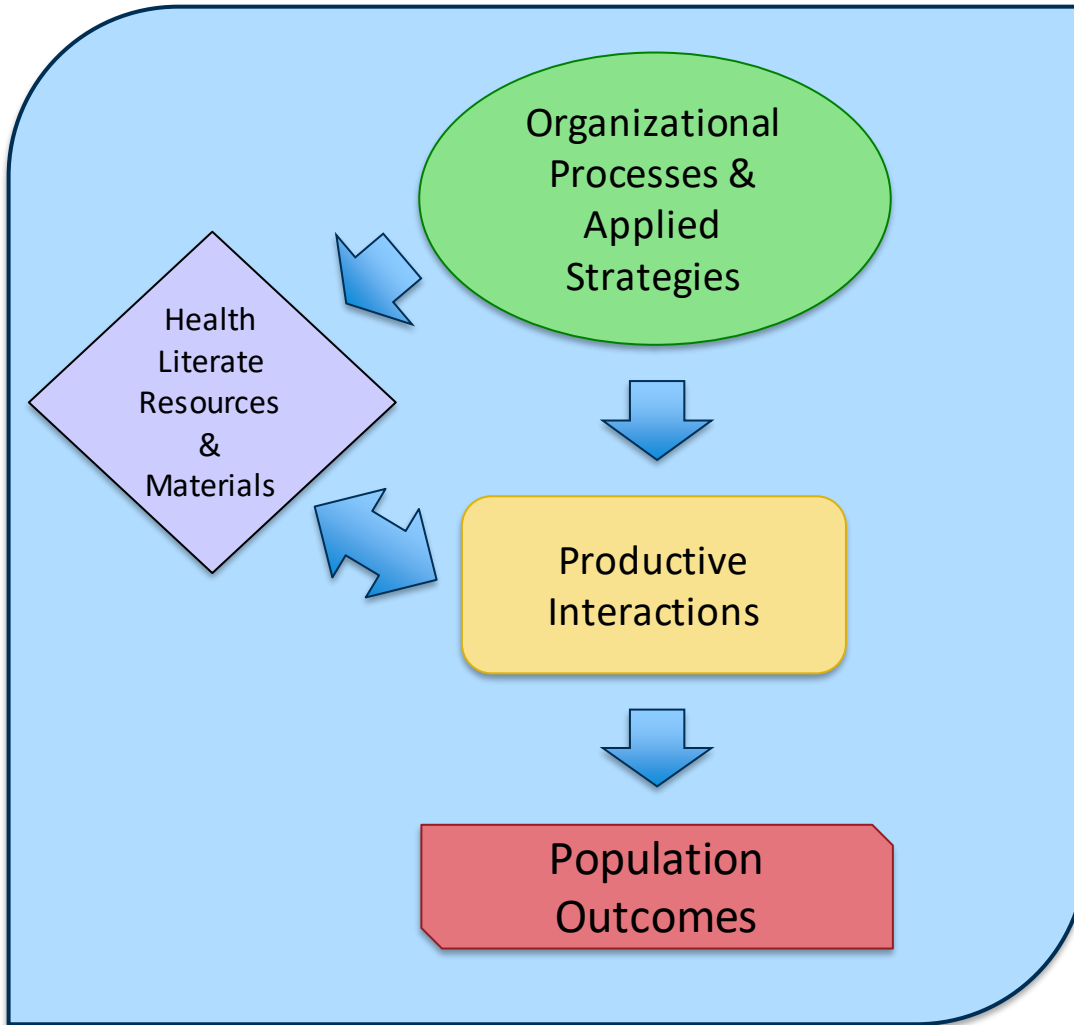 Organizational
Processes &
Applied
Strategies
Health
Literate
Resources
&
Materials
Productive
Interactions
Population
Outcomes